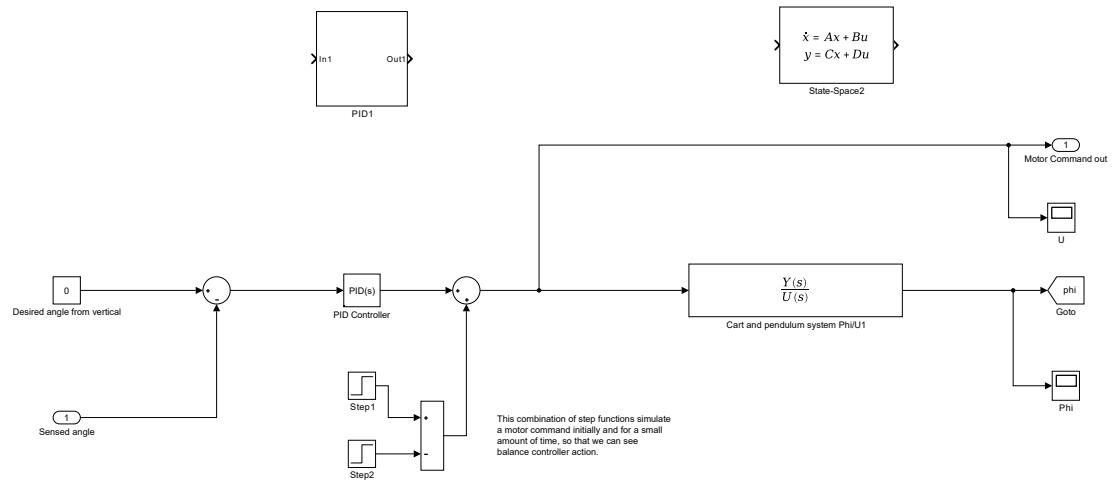 In1
Out1
PID1
ẋ = Ax + Bu
y = Cx + Du
State-Space2
1
Motor Command out
U
0
Desired angle from vertical
+
-
PID(s)
PID Controller
+
+
Y(s)
U(s)
Cart and pendulum system Phi/U1
phi
Goto
Phi
1
Sensed angle
Step1
Step2
+
-
This combination of step functions simulate
a motor command initially and for a small
amount of time, so that we can see
balance controller action.